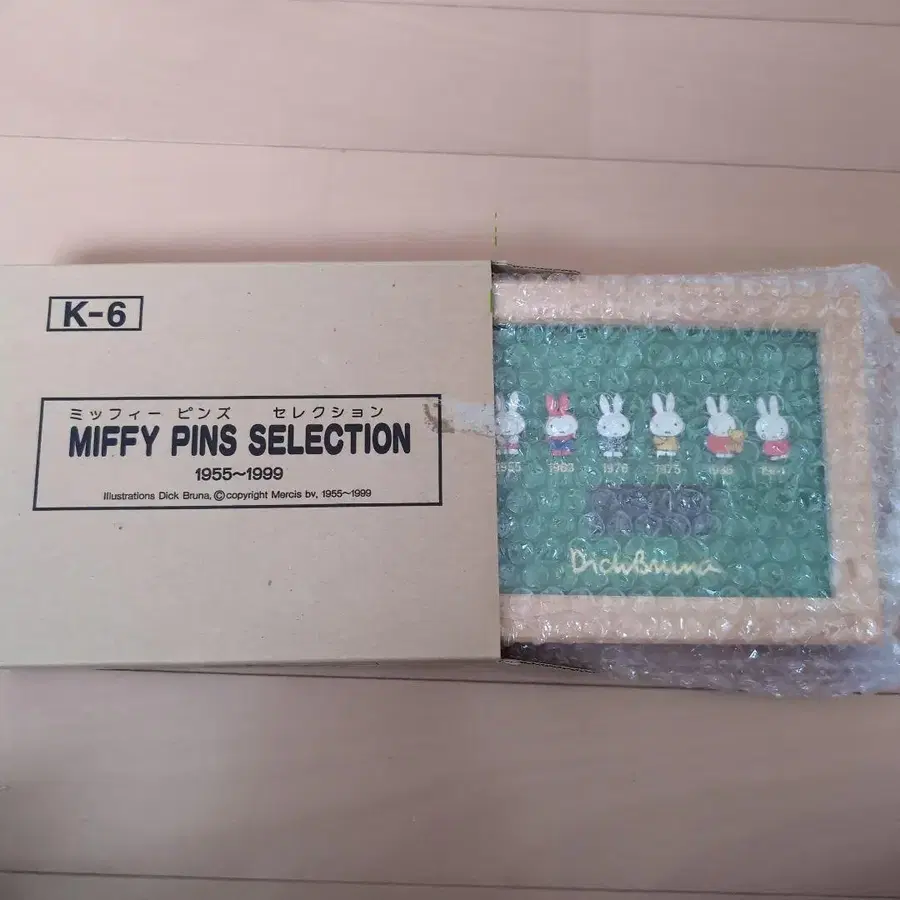 K-6
ミッフィー ピンズ セレクション
MIFFY PINS SELECTION
1955～1999
Illustrations Dick Bruna, ©copyright Mercis bv, 1955～1999
1963 1975
Dick Bruna